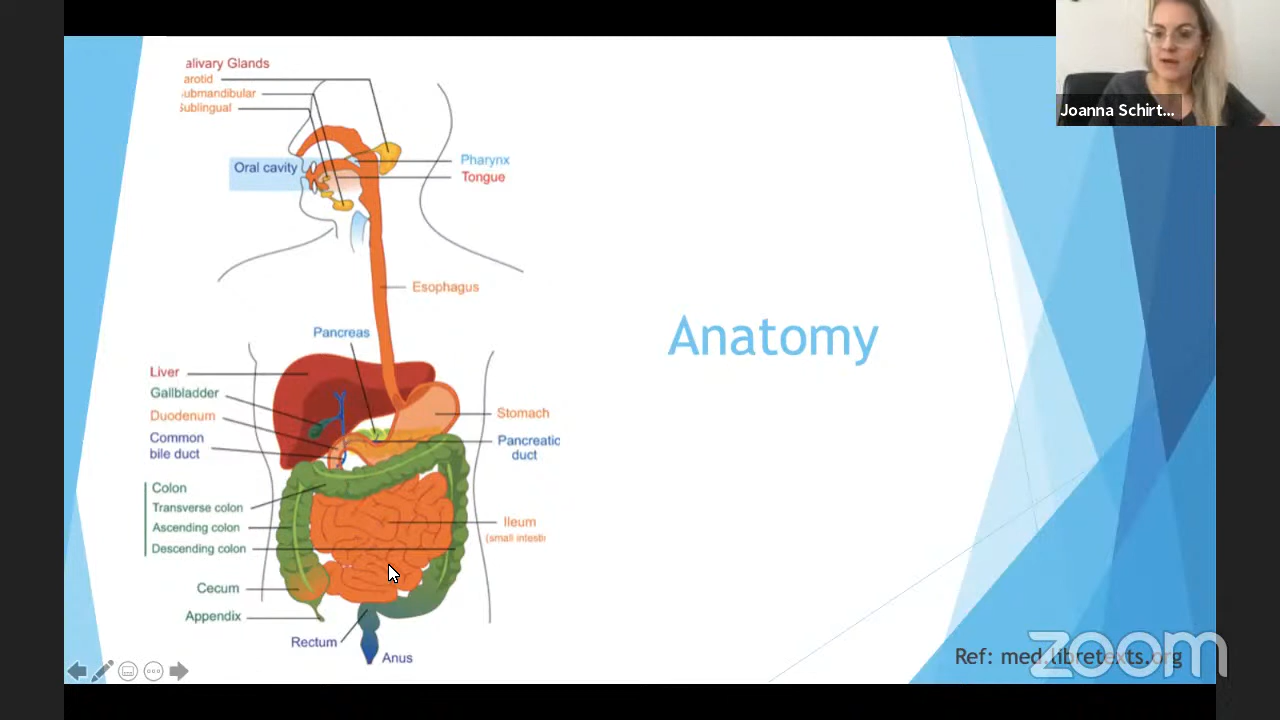 alivary Glands
arotid
ubmandibular
Sublingual
Oral cavity
Pharynx
Tongue
Esophagus
Pancreas
Liver
Gallbladder
Duodenum
Common
bile duct
Stomach
Pancreatic
duct
Colon
Transverse colon
Ascending colon
Descending colon
Ileum
(small intesti
Cecum
Appendix
Rectum
Anus
Anatomy
Joanna Schirt...
Ref: med.libretexts.org
zoom